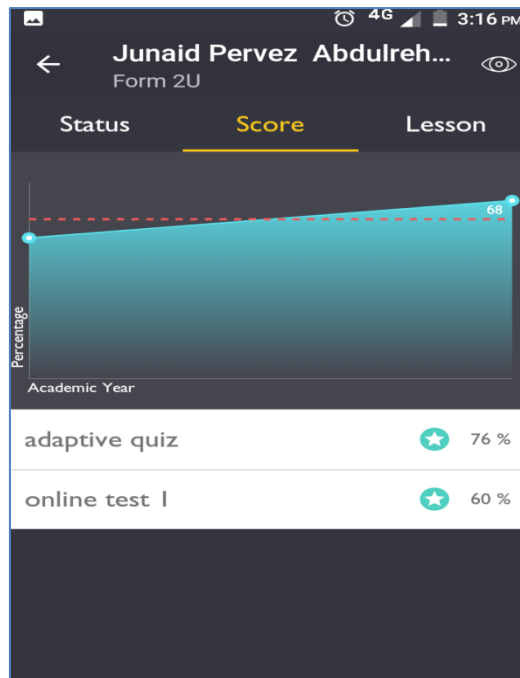 4G 3:16 PM
Junaid Pervez Abdulreh...
Form 2U
Status Score Lesson
68
Percentage
Academic Year
adaptive quiz 76 %
online test 1 60 %